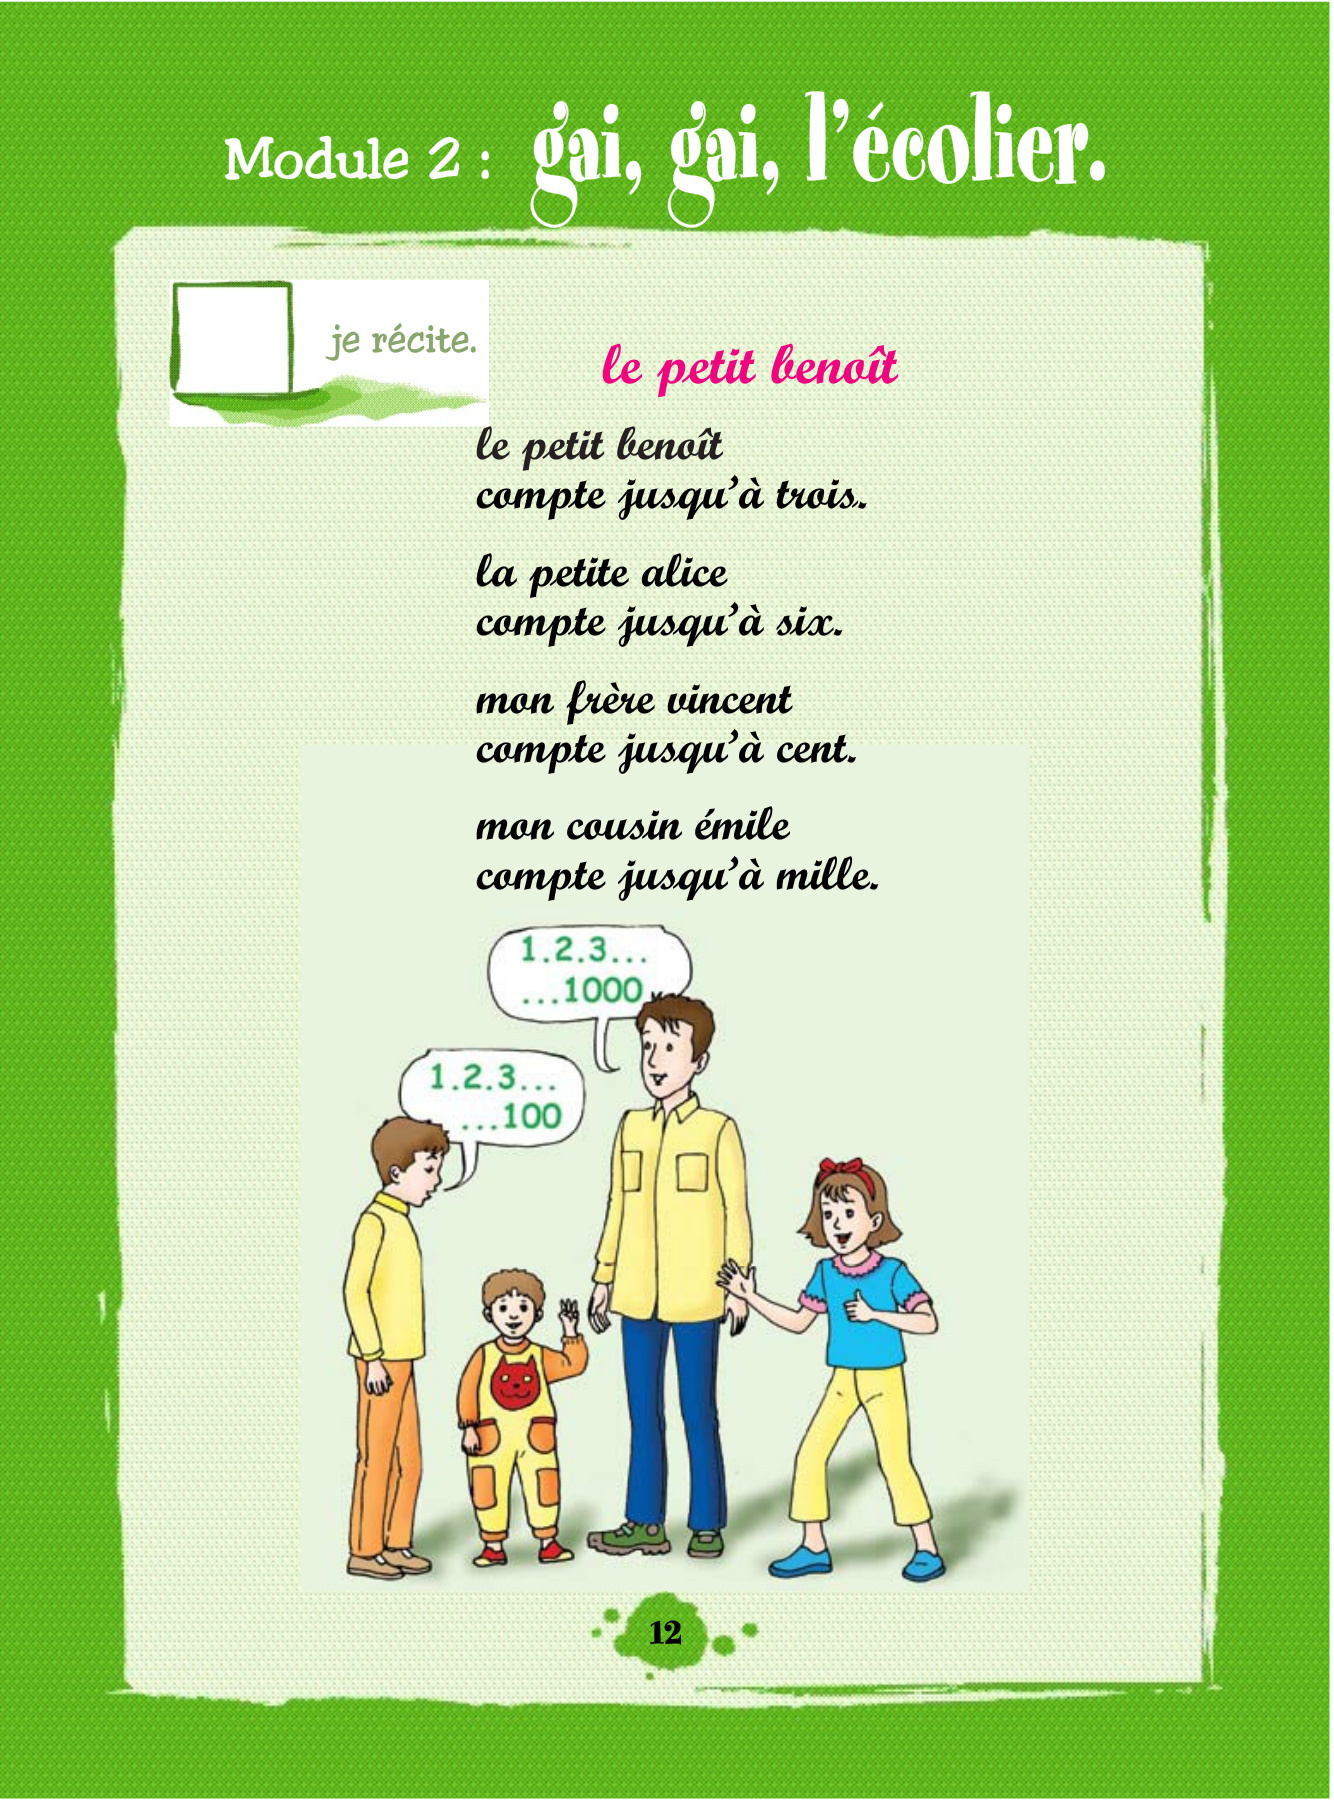 Module 2 : gai, gai, l’écolier.
je récite.
le petit benoît
le petit benoît
compte jusqu’à trois.
la petite alice
compte jusqu’à six.
mon frère vincent
compte jusqu’à cent.
mon cousin émile
compte jusqu’à mille.
1.2.3...
...1000
1.2.3...
...100
12